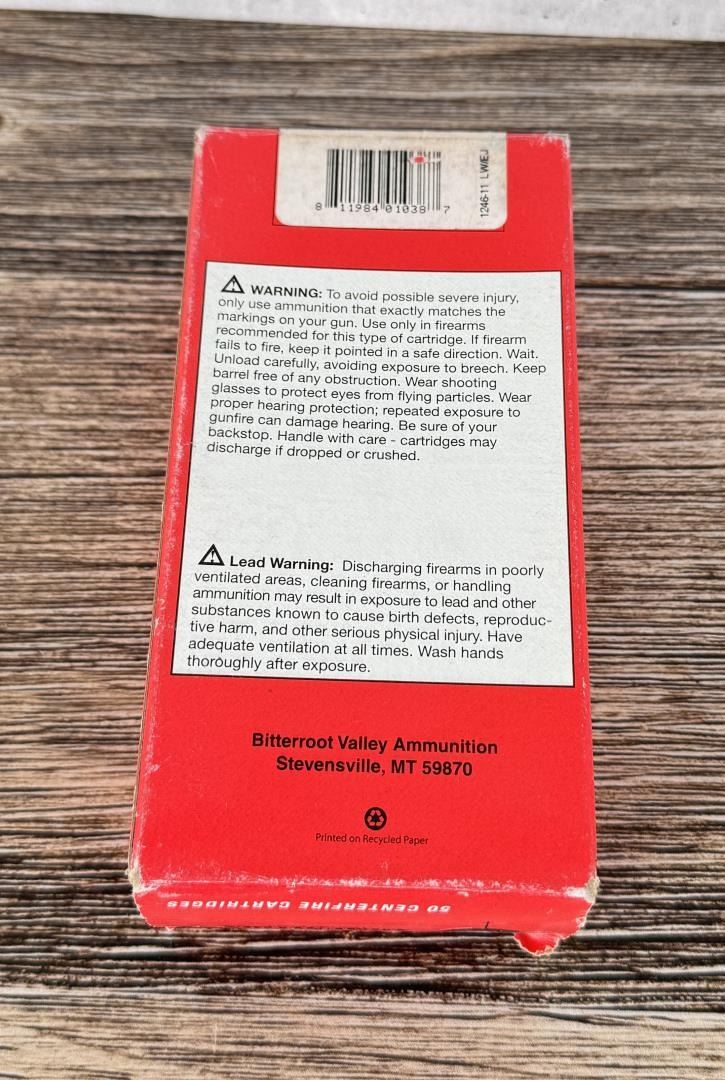 8 11984 01038 7
1246-11 LW/EJ
WARNING: To avoid possible severe injury,
only use ammunition that exactly matches the
markings on your gun. Use only in firearms
recommended for this type of cartridge. If firearm
fails to fire, keep it pointed in a safe direction. Wait.
Unload carefully, avoiding exposure to breech. Keep
barrel free of any obstruction. Wear shooting
glasses to protect eyes from flying particles. Wear
proper hearing protection; repeated exposure to
gunfire can damage hearing. Be sure of your
backstop. Handle with care - cartridges may
discharge if dropped or crushed.
Lead Warning: Discharging firearms in poorly
ventilated areas, cleaning firearms, or handling
ammunition may result in exposure to lead and other
substances known to cause birth defects, reproduc-
tive harm, and other serious physical injury. Have
adequate ventilation at all times. Wash hands
thoroughly after exposure.
Bitterroot Valley Ammunition
Stevensville, MT 59870
Printed on Recycled Paper
50 CENTERFIRE CARTRIDGES